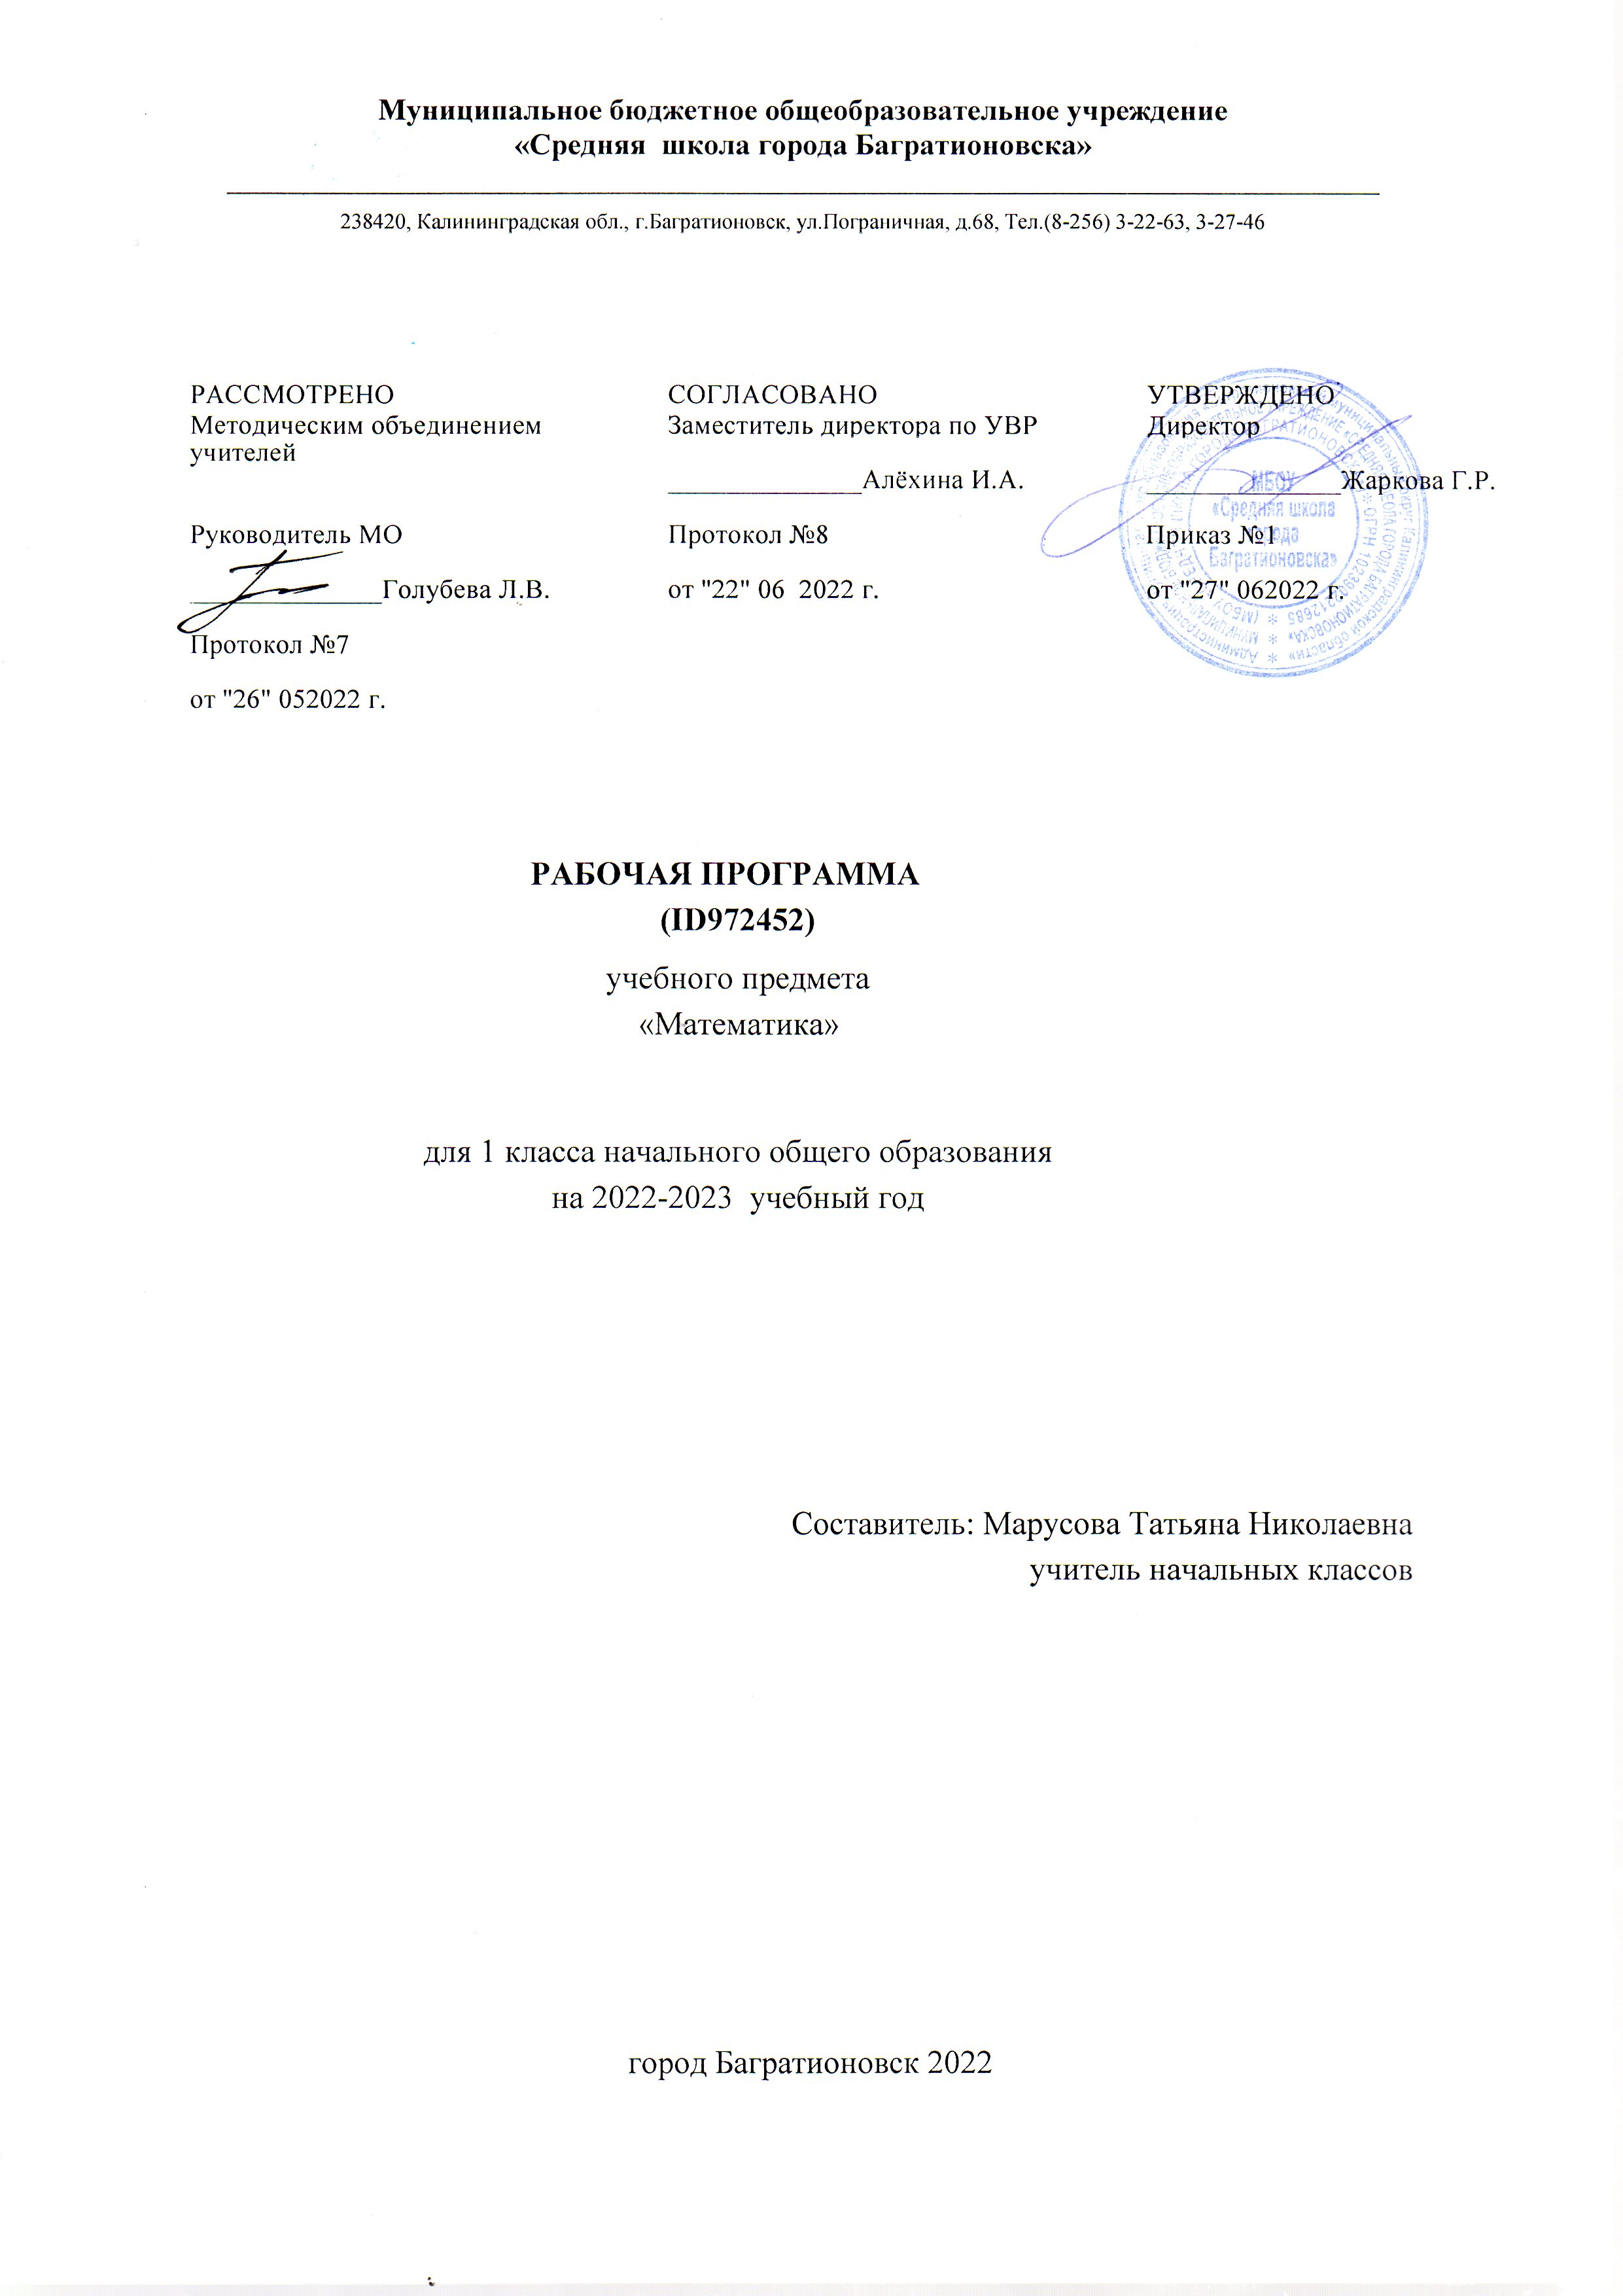 Муниципальное бюджетное общеобразовательное учреждение
«Средняя школа города Багратионовска»
238420, Калининградская обл., г.Багратионовск, ул.Пограничная, д.68, Тел.(8-256) 3-22-63, 3-27-46
РАССМОТРЕНО
Методическим объединением
учителей
Руководитель МО
______________Голубева Л.В.
Протокол №7
от "26" 052022 г.
СОГЛАСОВАНО
Заместитель директора по УВР
______________Алёхина И.А.
Протокол №8
от "22" 06 2022 г.
УТВЕРЖДЕНО
Директор
______________Жаркова Г.Р.
Приказ №1
от "27" 062022 г.
МБОУ
«Средняя школа
города
Багратионовска»
РАБОЧАЯ ПРОГРАММА
(ID972452)
учебного предмета
«Математика»
для 1 класса начального общего образования
на 2022-2023 учебный год
Составитель: Марусова Татьяна Николаевна
учитель начальных классов
город Багратионовск 2022